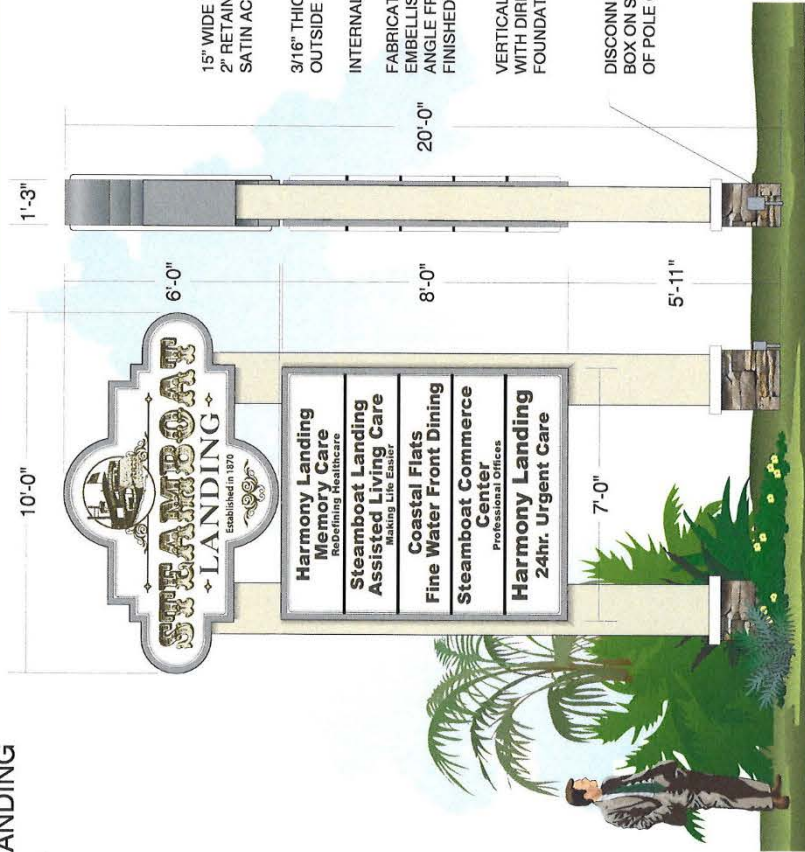 ANDING
10'-0"
1'-3"
STEAMBOAT
LANDING
Established in 1870
6'-0"
Harmony Landing
Memory Care
ReDefining Healthcare
Steamboat Landing
Assisted Living Care
Making Life Easier
Coastal Flats
Fine Water Front Dining
Steamboat Commerce
Center
Professional Offices
Harmony Landing
24hr. Urgent Care
8'-0"
20'-0"
7'-0"
5'-11"
15" WIDE
2" RETAIN
SATIN AC
3/16" THIC
OUTSIDE
INTERNAL
FABRICAT
EMBELLIS
ANGLE FR
FINISHED
VERTICAL
WITH DIR
FOUNDAT
DISCONN
BOX ON S
OF POLE